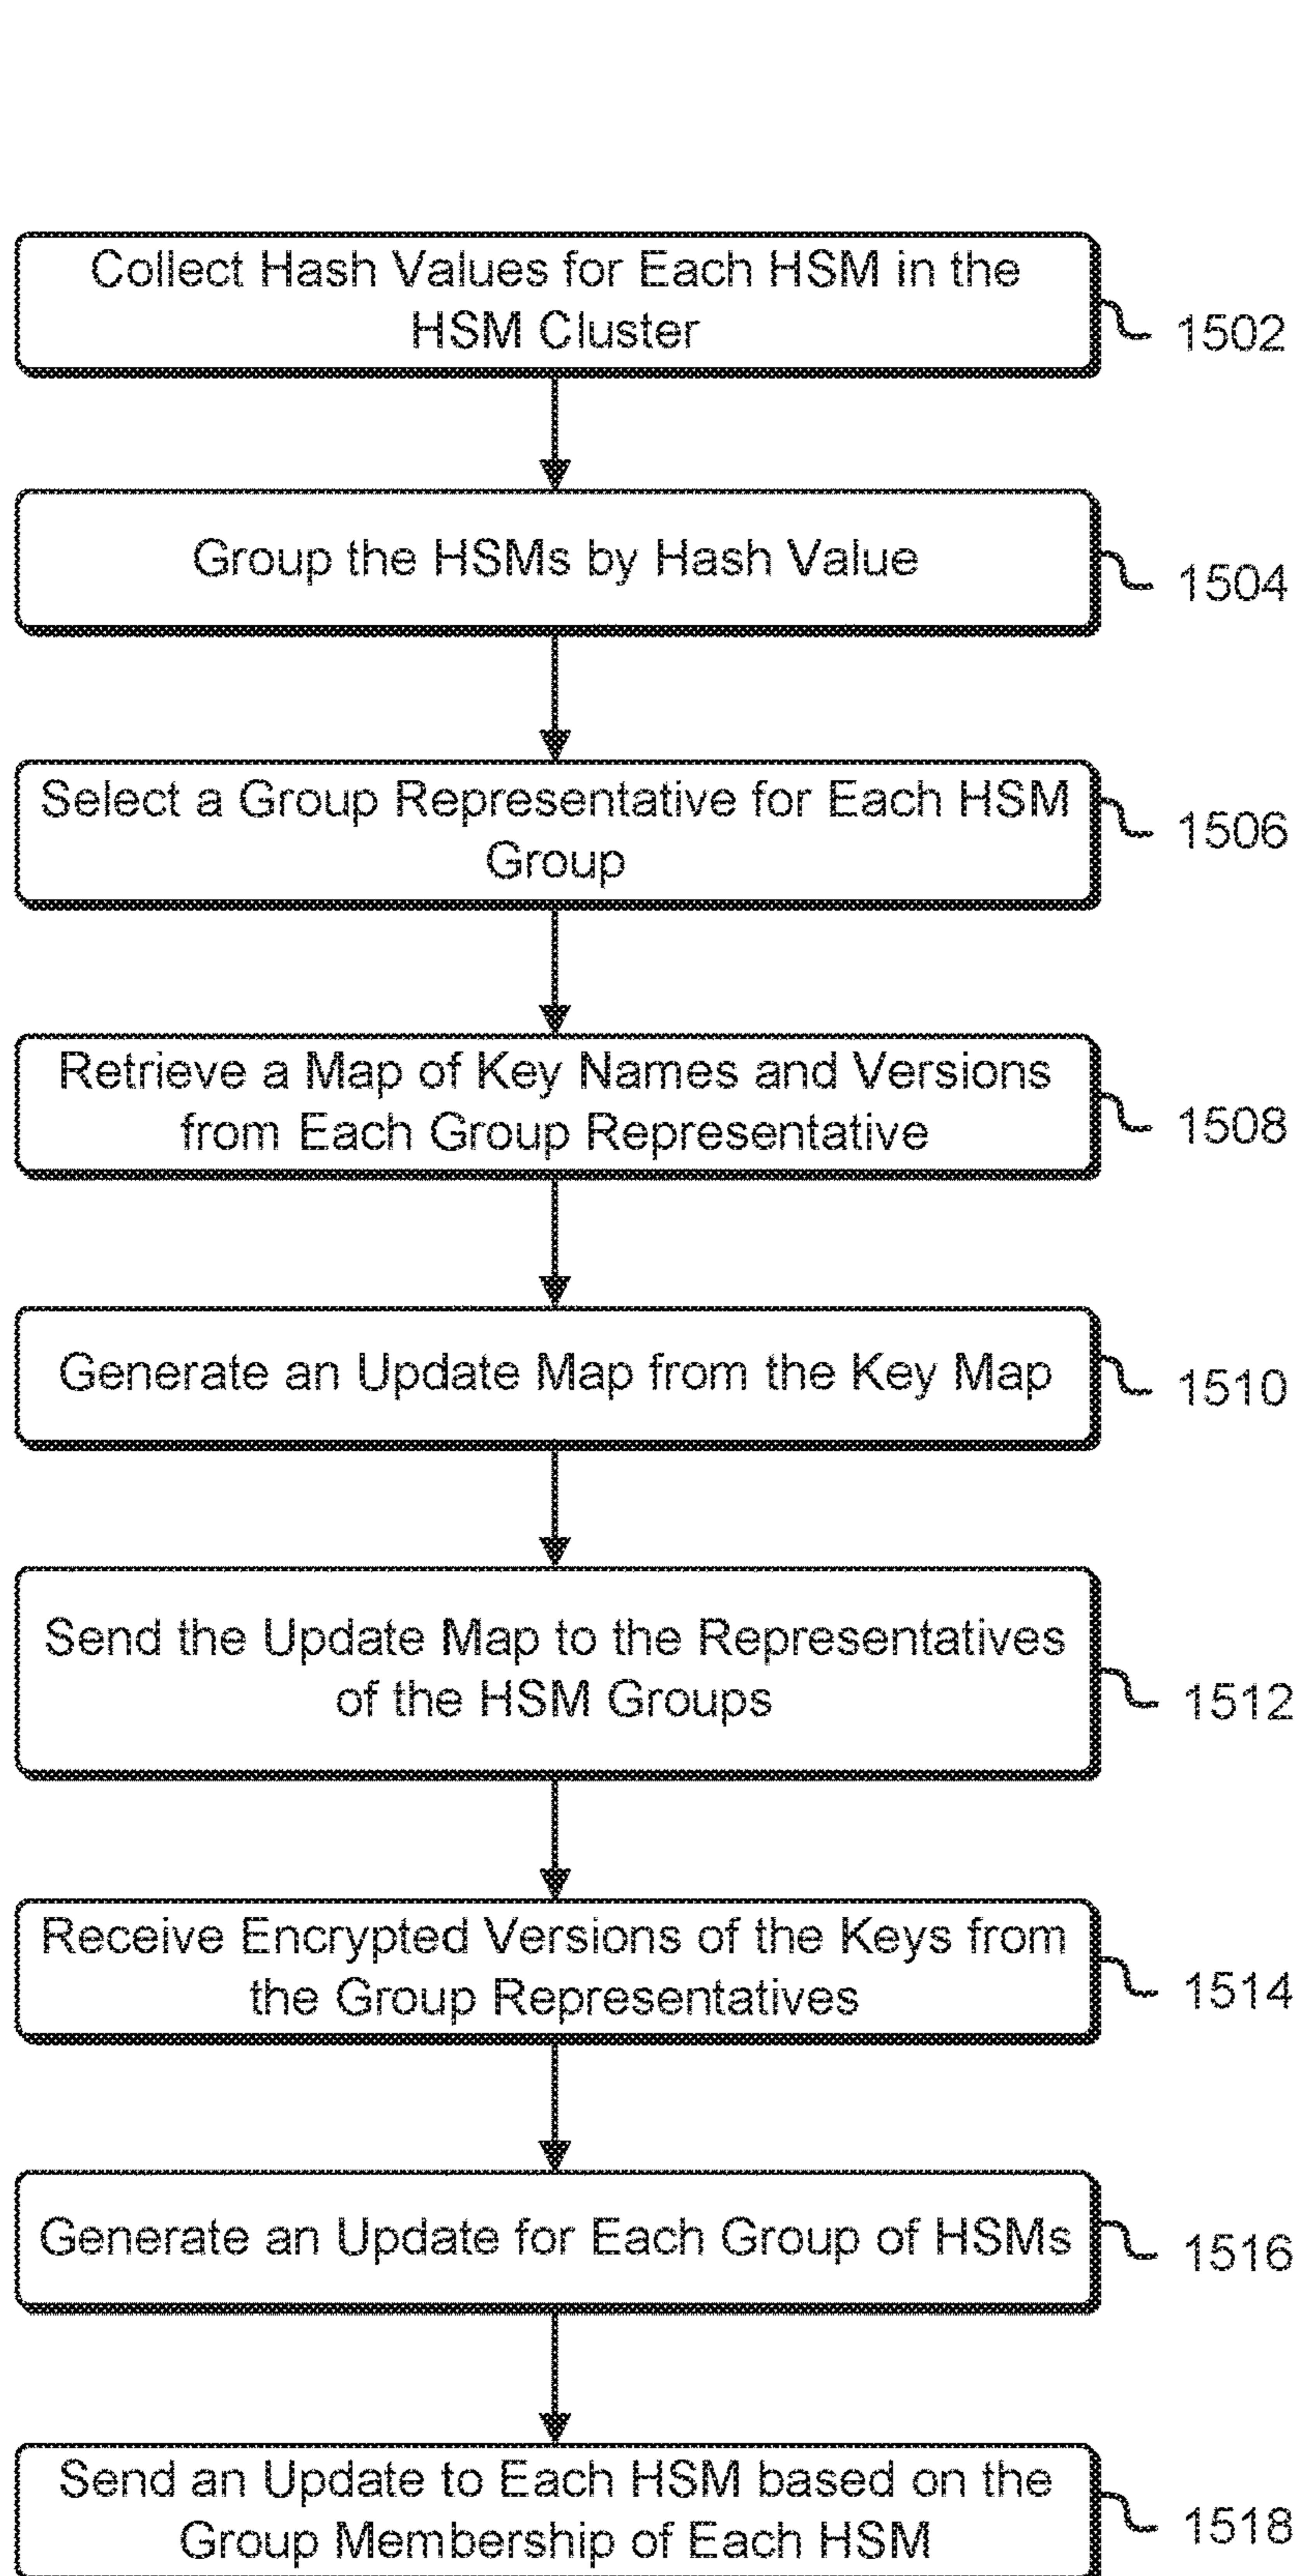 Collect Hash Values for Each HSM in the
HSM Cluster
1502
Group the HSMs by Hash Value
1504
Select a Group Representative for Each HSM
Group
1506
Retrieve a Map of Key Names and Versions
from Each Group Representative
1508
Generate an Update Map from the Key Map
1510
Send the Update Map to the Representatives
of the HSM Groups
1512
Receive Encrypted Versions of the Keys from
the Group Representatives
1514
Generate an Update for Each Group of HSMs
1516
Send an Update to Each HSM based on the
Group Membership of Each HSM
1518